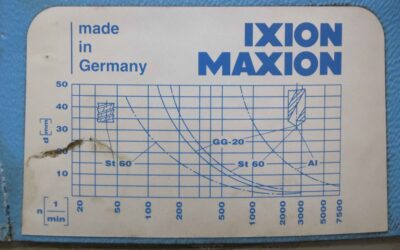 made
in
Germany
IXION
MAXION
50
40
30
20
10
d [mm]
GG-20
St 60
St 60
Al
n [1/min]
20
50
100
200
500
1000
2000
3000
5000
7500